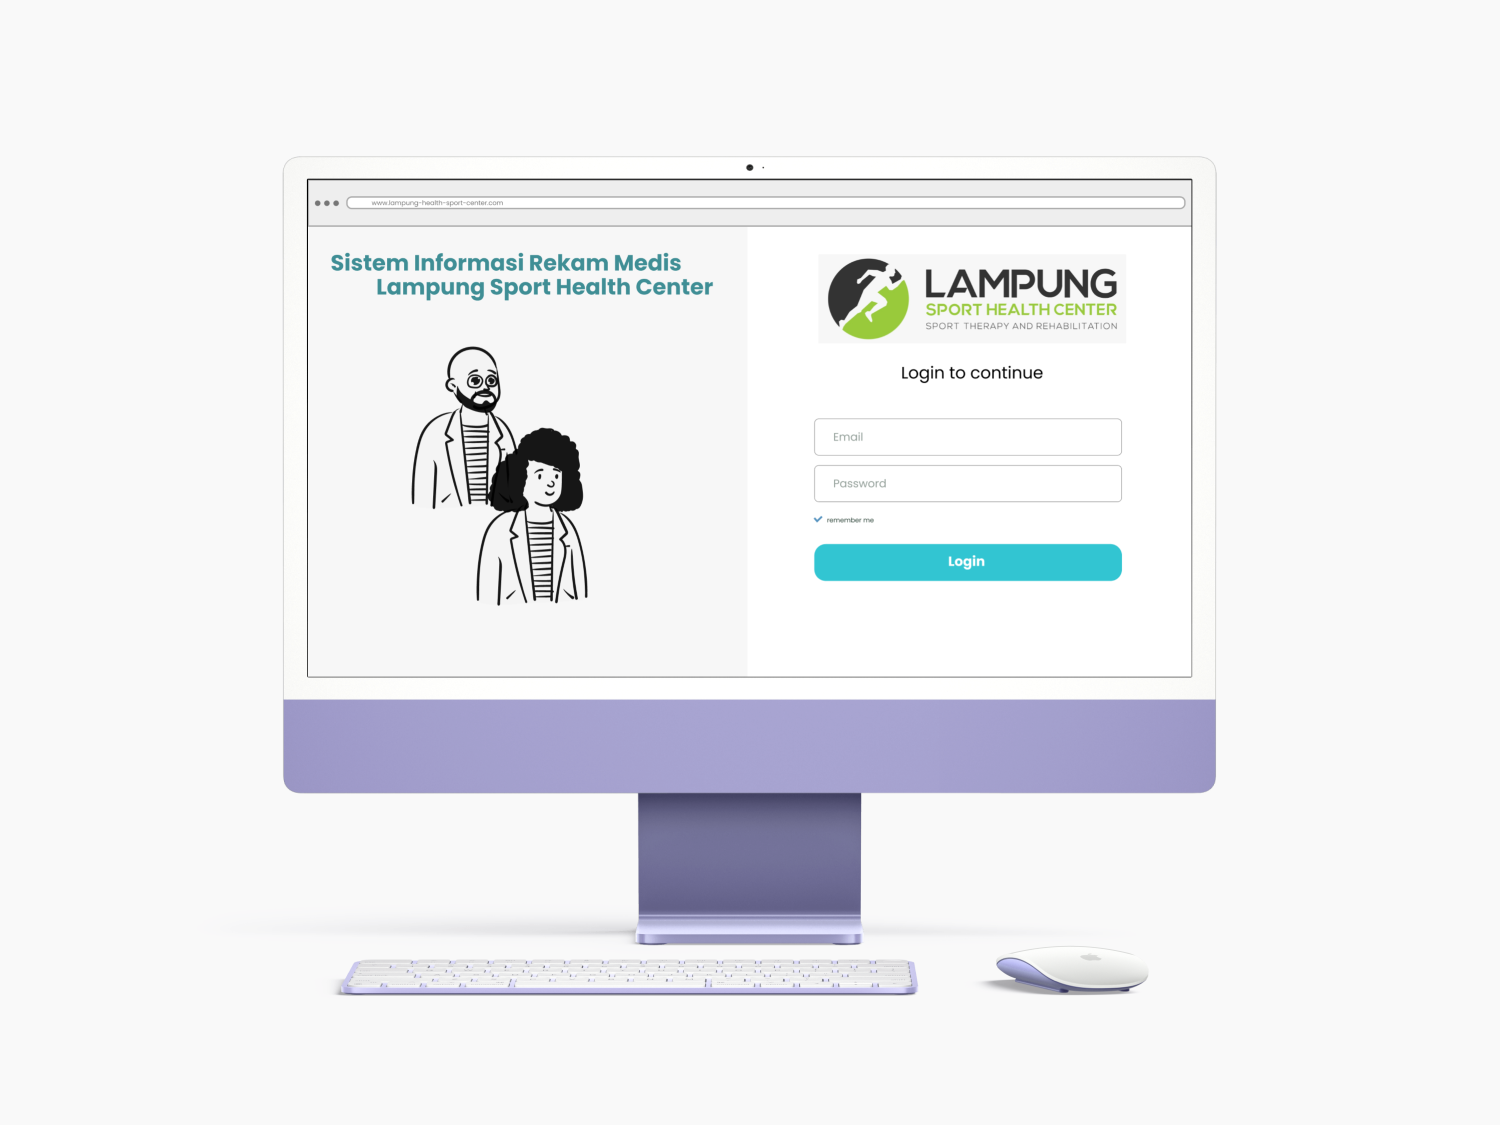 www.lampung-health-sport-center.com
Sistem Informasi Rekam Medis
Lampung Sport Health Center
LAMPUNG
SPORT HEALTH CENTER
SPORT THERAPY AND REHABILITATION
Login to continue
Email
Password
remember me
Login